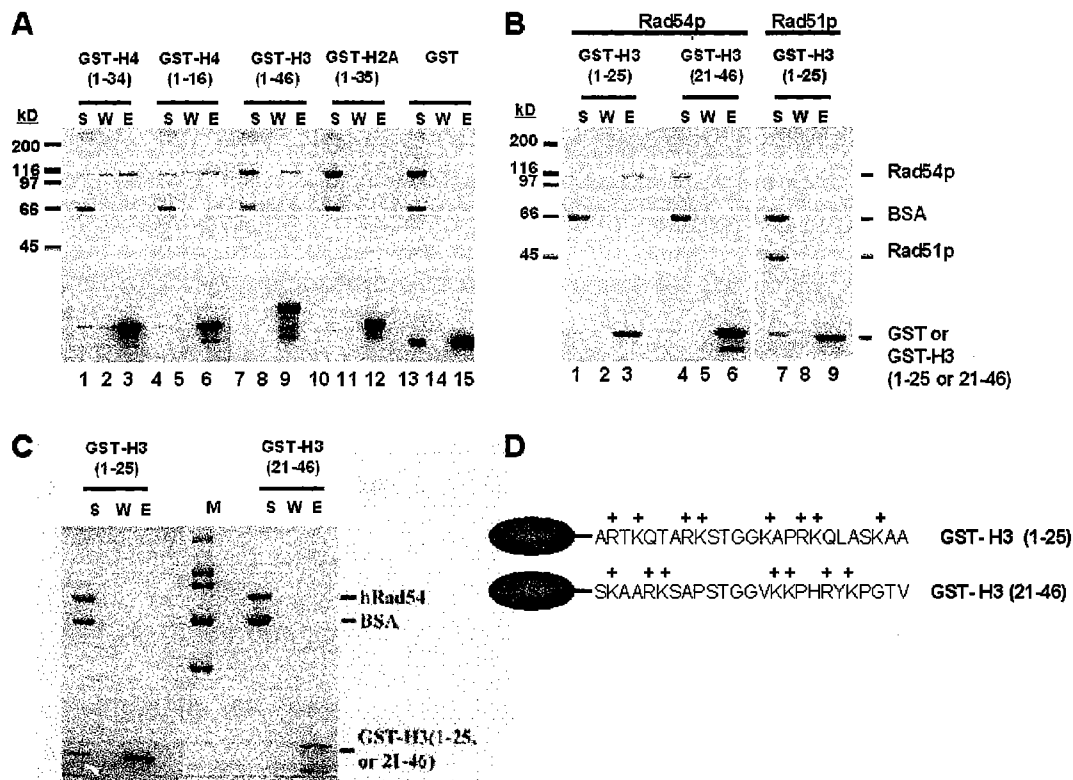 A
GST-H4 GST-H4 GST-H3 GST-H2A GST
(1-34) (1-16) (1-46) (1-35)
kD S W E S W E S W E S W E S W E
200
116
97
66
45
1 2 3 4 5 6 7 8 9 10 11 12 13 14 15
B
Rad54p Rad51p
GST-H3 GST-H3 GST-H3
(1-25) (21-46) (1-25)
kD S W E S W E S W E
200
116
97
66
45
Rad54p
BSA
Rad51p
GST or
GST-H3
(1-25 or 21-46)
1 2 3 4 5 6 7 8 9
C
GST-H3 GST-H3
(1-25) (21-46)
S W E M S W E
hRad54
BSA
GST-H3(1-25,
or 21-46)
D
+ + + + + + + +
ARTKQTARKSTGGKAPRKQLASKAA GST- H3 (1-25)
+ + + + + + +
SKAARKSAPSTGGVKKPHRYKPGTV GST- H3 (21-46)